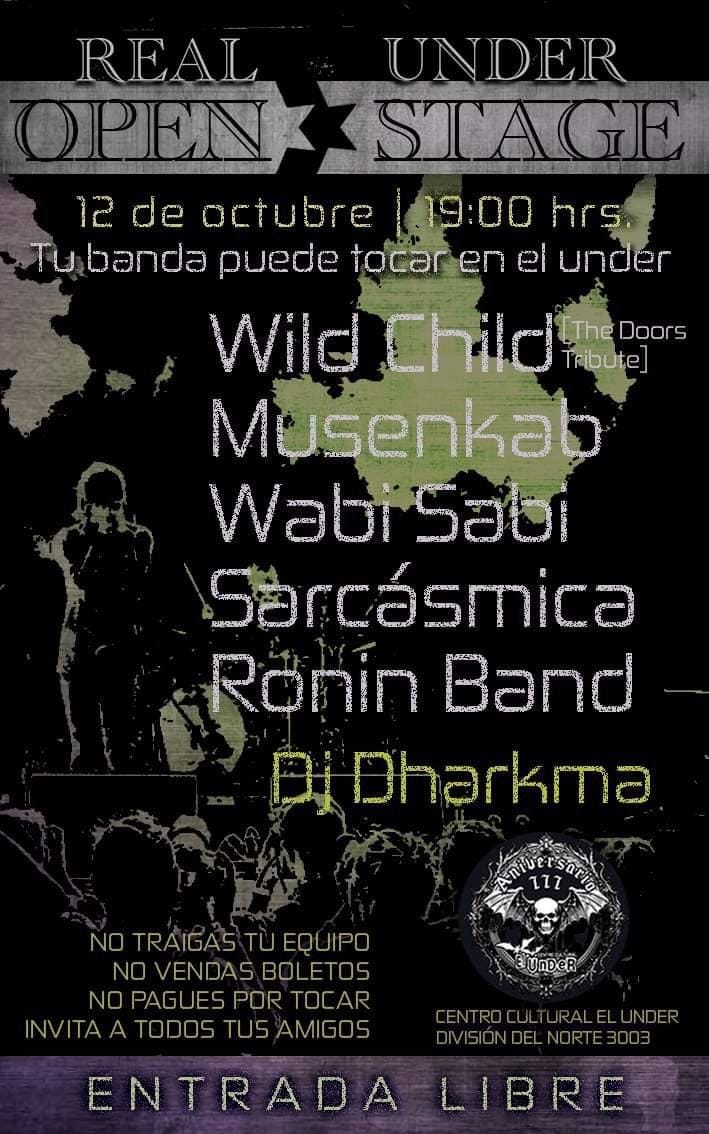 REAL UNDER
OPEN STAGE
12 de octubre | 19:00 hrs.
Tu banda puede tocar en el under
Wild Child [The Doors
Tribute]
Musenkab
Wabi Sabi
Sarcásmica
Ronin Band
Dj Dharkma
Aniversario
El UnDeR
NO TRAIGAS TU EQUIPO
NO VENDAS BOLETOS
NO PAGUES POR TOCAR
INVITA A TODOS TUS AMIGOS
CENTRO CULTURAL EL UNDER
DIVISIÓN DEL NORTE 3003
ENTRADA LIBRE